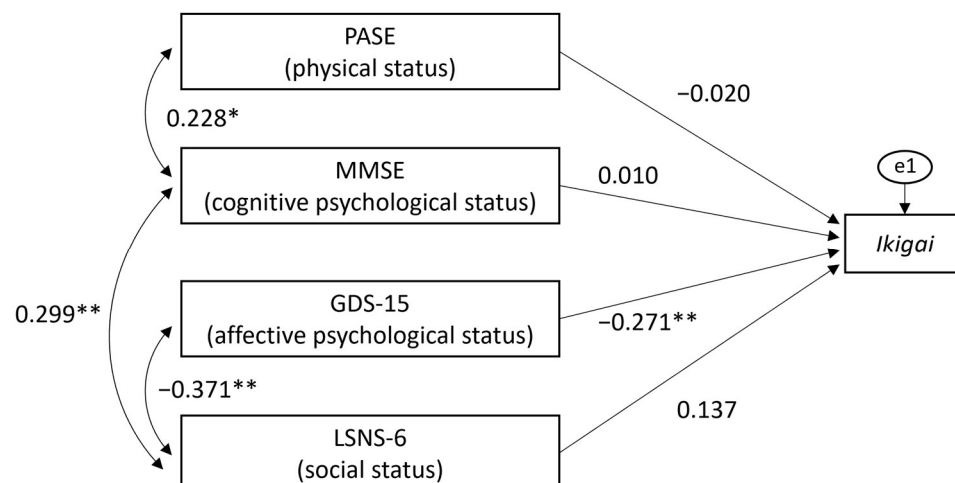 PASE
(physical status)
−0.020
0.228*
MMSE
(cognitive psychological status)
0.010
e1
Ikigai
0.299**
GDS-15
(affective psychological status)
−0.271**
−0.371**
0.137
LSNS-6
(social status)